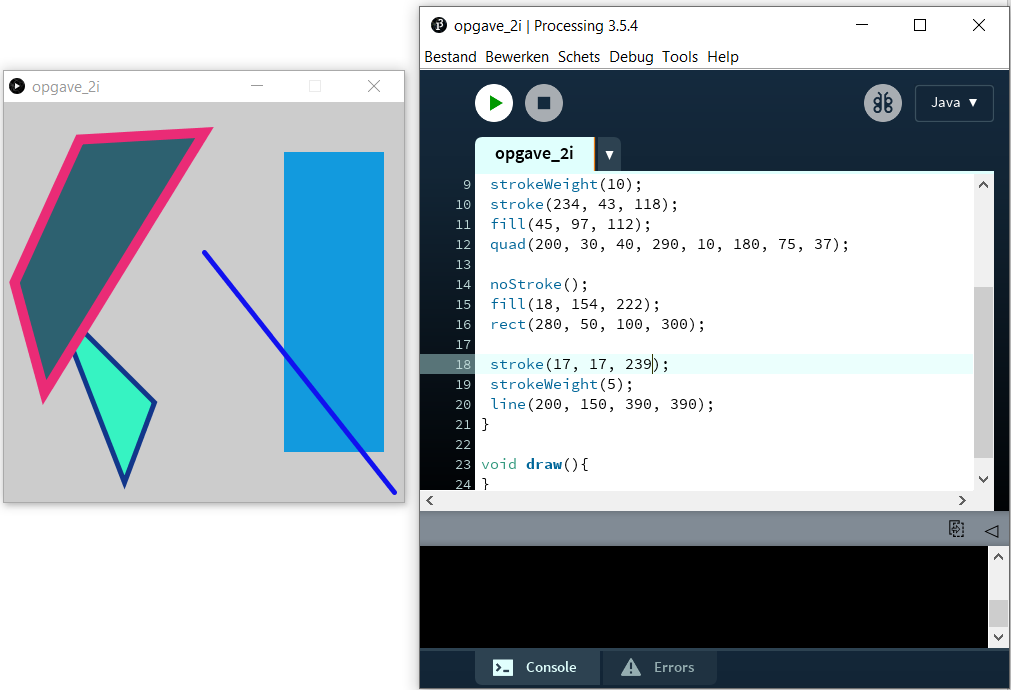 opgave_2i
opgave_2i | Processing 3.5.4
Bestand Bewerken Schets Debug Tools Help
Java ▼
opgave_2i ▼
9 strokeWeight(10);
10 stroke(234, 43, 118);
11 fill(45, 97, 112);
12 quad(200, 30, 40, 290, 10, 180, 75, 37);
13
14 noStroke();
15 fill(18, 154, 222);
16 rect(280, 50, 100, 300);
17
18 stroke(17, 17, 239);
19 strokeWeight(5);
20 line(200, 150, 390, 390);
21 }
22
23 void draw(){
24 }
Console Errors